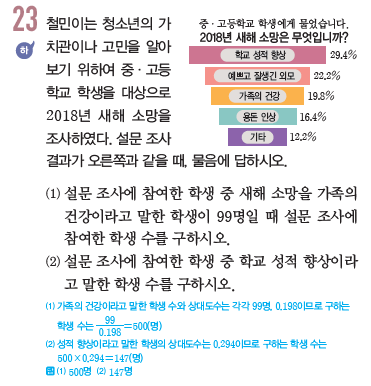 23
하
철민이는 청소년의 가
치관이나 고민을 알아
보기 위하여 중·고등
학교 학생을 대상으로
2018년 새해 소망을
조사하였다. 설문 조사
결과가 오른쪽과 같을 때, 물음에 답하시오.
중·고등학교 학생에게 물었습니다.
2018년 새해 소망은 무엇입니까?
학교 성적 향상 29.4%
예쁘고 잘생긴 외모 22.2%
가족의 건강 19.8%
용돈 인상 16.4%
기타 12.2%
(1) 설문 조사에 참여한 학생 중 새해 소망을 가족의
건강이라고 말한 학생이 99명일 때 설문 조사에
참여한 학생 수를 구하시오.
(2) 설문 조사에 참여한 학생 중 학교 성적 향상이라
고 말한 학생 수를 구하시오.
(1) 가족의 건강이라고 말한 학생 수와 상대도수는 각각 99명, 0.198이므로 구하는
학생 수는 99/0.198=500(명)
(2) 성적 향상이라고 말한 학생의 상대도수는 0.294이므로 구하는 학생 수는
500×0.294=147(명)
답 (1) 500명 (2) 147명